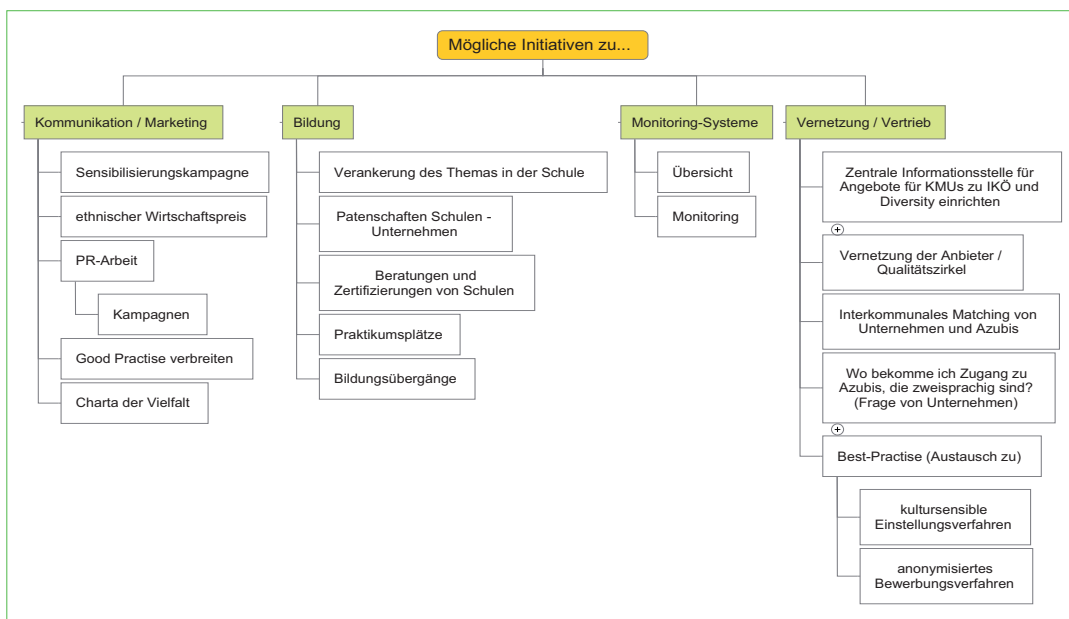 Mögliche Initiativen zu...
Kommunikation / Marketing
Sensibilisierungskampagne
ethnischer Wirtschaftspreis
PR-Arbeit
Kampagnen
Good Practise verbreiten
Charta der Vielfalt
Bildung
Verankerung des Themas in der Schule
Patenschaften Schulen -
Unternehmen
Beratungen und
Zertifizierungen von Schulen
Praktikumsplätze
Bildungsübergänge
Monitoring-Systeme
Übersicht
Monitoring
Vernetzung / Vertrieb
Zentrale Informationsstelle für
Angebote für KMUs zu IKÖ und
Diversity einrichten
Vernetzung der Anbieter /
Qualitätszirkel
Interkommunales Matching von
Unternehmen und Azubis
Wo bekomme ich Zugang zu
Azubis, die zweisprachig sind?
(Frage von Unternehmen)
Best-Practise (Austausch zu)
kultursensible
Einstellungsverfahren
anonymisiertes
Bewerbungsverfahren